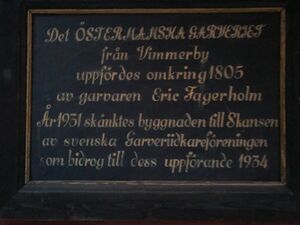 Det ÖSTERMANSKA GARVERIET
från Vimmerby
uppfördes omkring 1805
av garvaren Eric Fagerholm
År 1931 skänktes byggnaden till Skansen
av svenska Garveriidkareföreningen
som bidrog till dess uppförande 1934